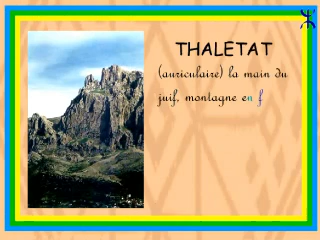 THALETAT
(auriculaire) la main du
juif, montagne en f
ⵣ